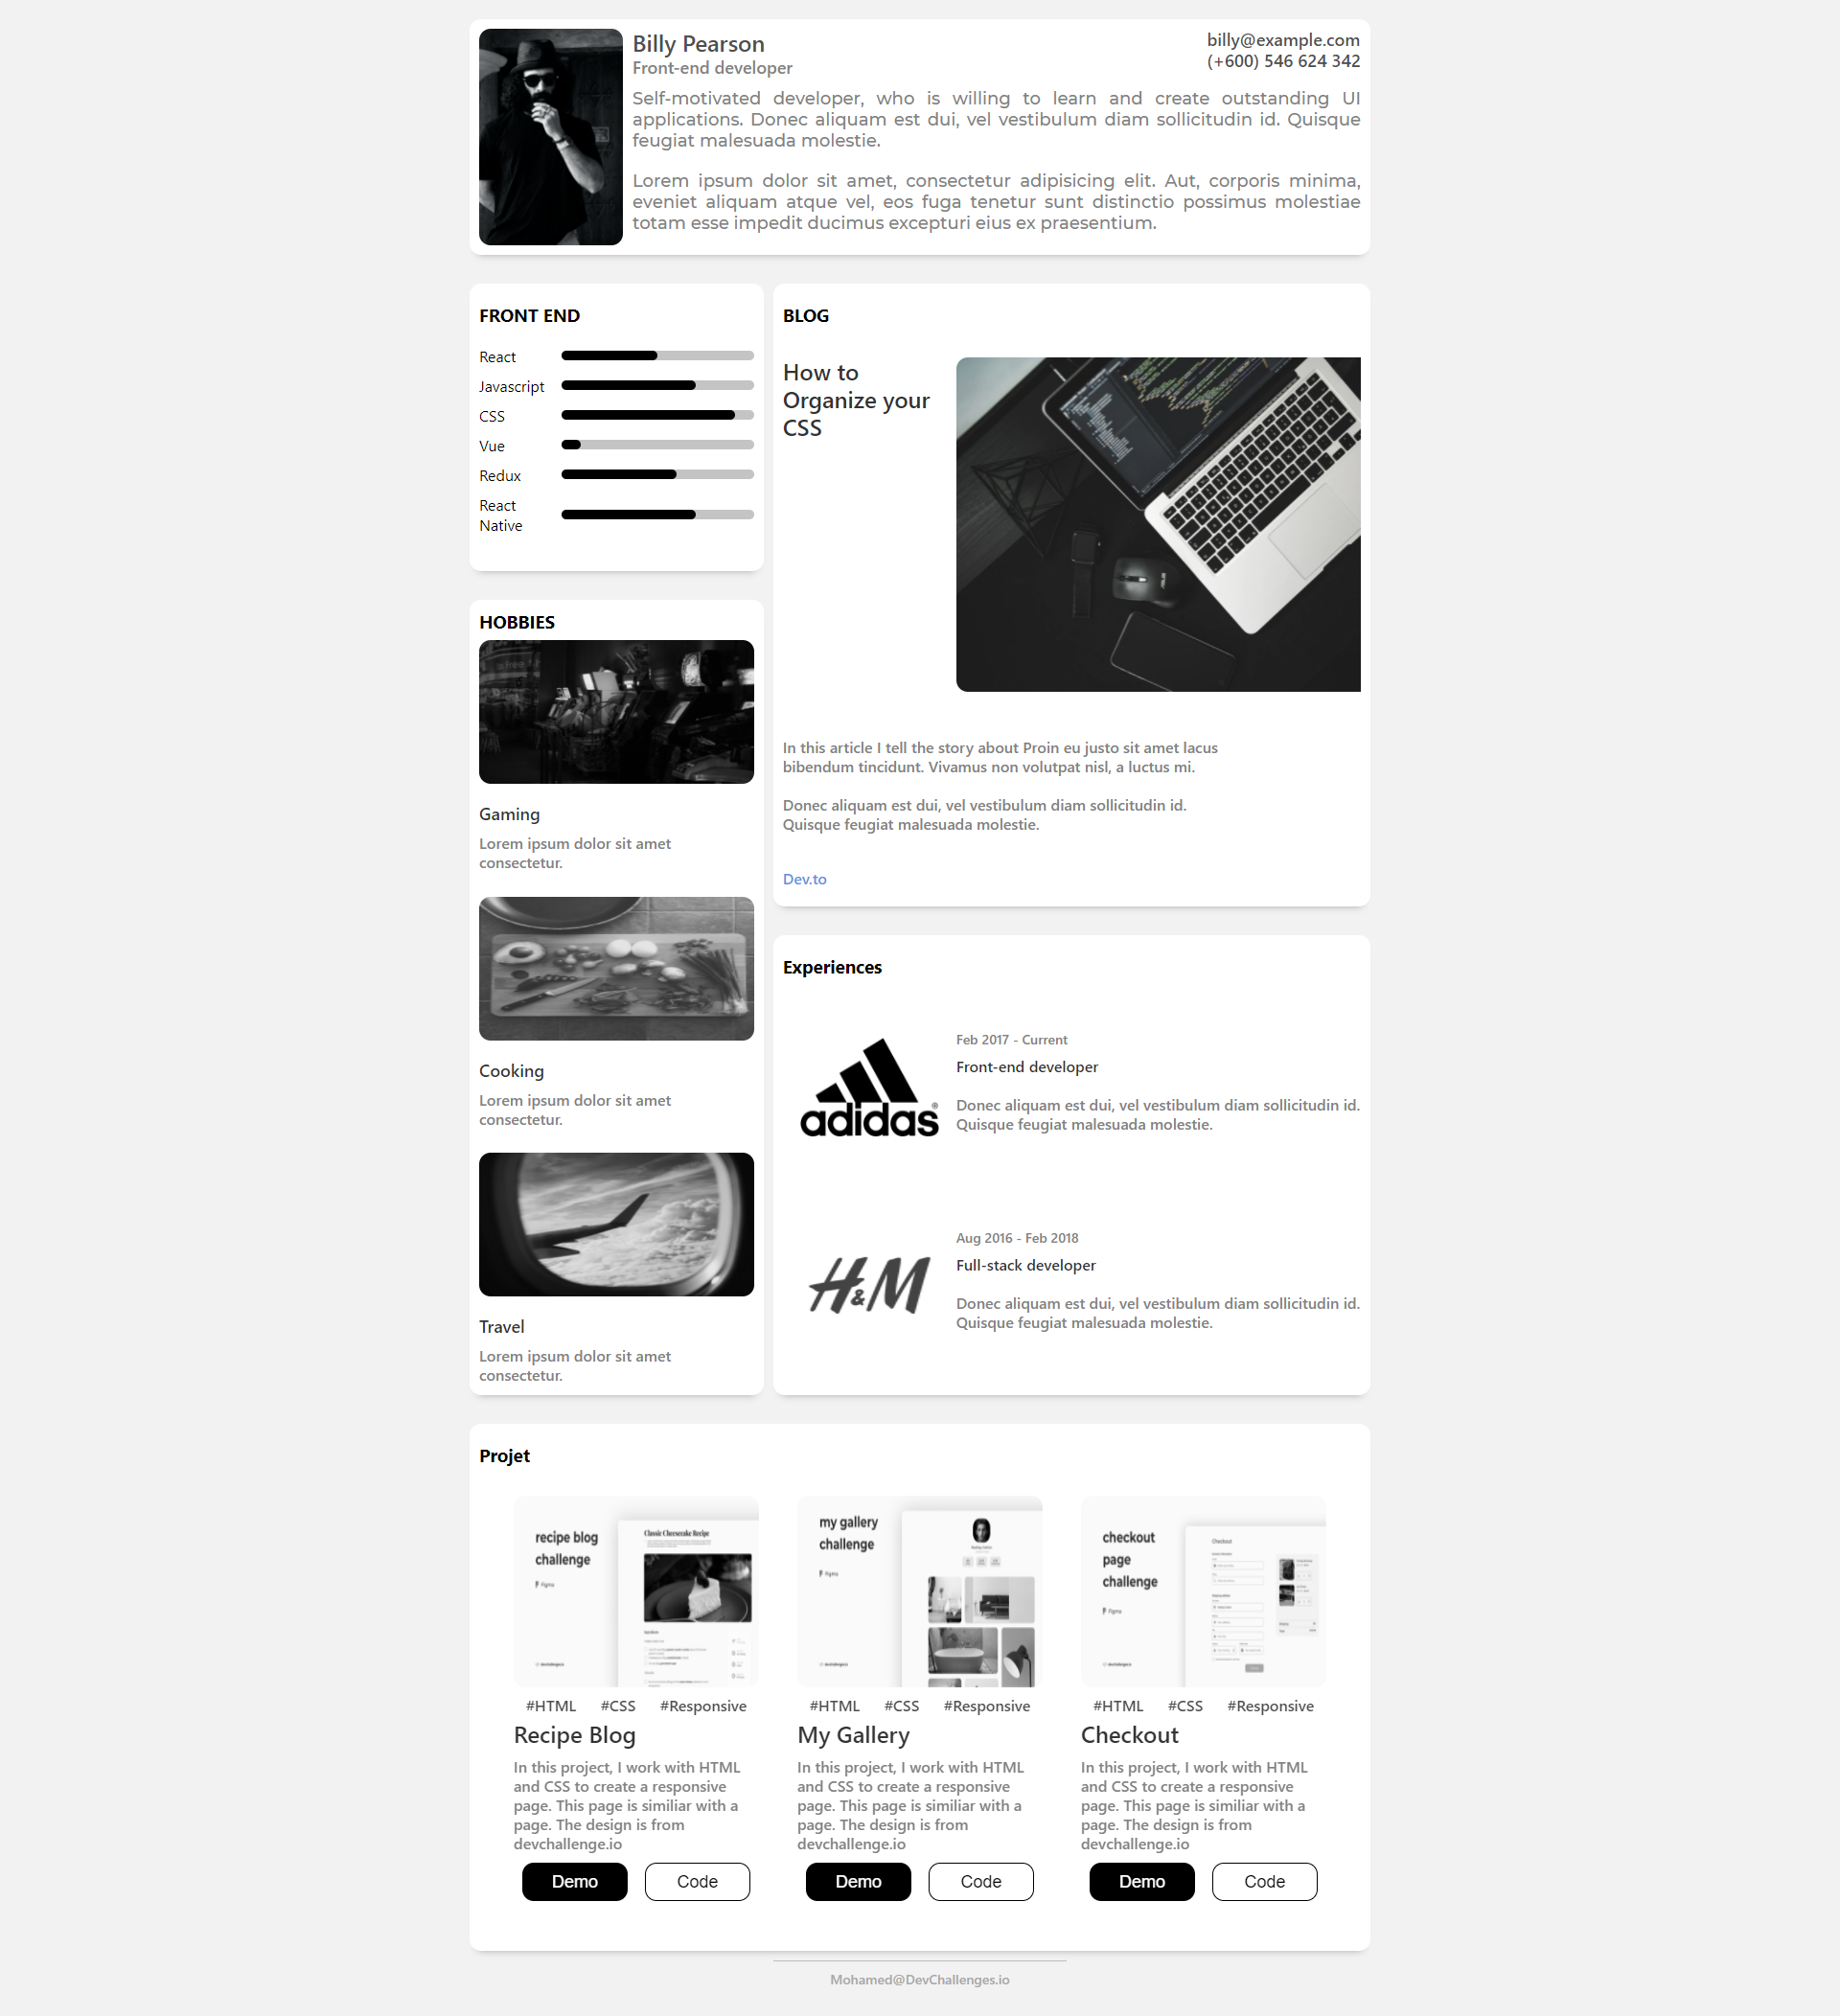 Billy Pearson
Front-end developer
billy@example.com
(+600) 546 624 342
Self-motivated developer, who is willing to learn and create outstanding UI
applications. Donec aliquam est dui, vel vestibulum diam sollicitudin id. Quisque
feugiat malesuada molestie.
Lorem ipsum dolor sit amet, consectetur adipisicing elit. Aut, corporis minima,
eveniet aliquam atque vel, eos fuga tenetur sunt distinctio possimus molestiae
totam esse impedit ducimus excepturi eius ex praesentium.
FRONT END
React
Javascript
CSS
Vue
Redux
React
Native
HOBBIES
Gaming
Lorem ipsum dolor sit amet
consectetur.
Cooking
Lorem ipsum dolor sit amet
consectetur.
Travel
Lorem ipsum dolor sit amet
consectetur.
BLOG
How to
Organize your
CSS
In this article I tell the story about Proin eu justo sit amet lacus
bibendum tincidunt. Vivamus non volutpat nisl, a luctus mi.
Donec aliquam est dui, vel vestibulum diam sollicitudin id.
Quisque feugiat malesuada molestie.
Dev.to
Experiences
adidas®
Feb 2017 - Current
Front-end developer
Donec aliquam est dui, vel vestibulum diam sollicitudin id.
Quisque feugiat malesuada molestie.
H&M
Aug 2016 - Feb 2018
Full-stack developer
Donec aliquam est dui, vel vestibulum diam sollicitudin id.
Quisque feugiat malesuada molestie.
Projet
recipe blog
challenge
Figma
Classic Cheesecake Recipe
#HTML #CSS #Responsive
Recipe Blog
In this project, I work with HTML
and CSS to create a responsive
page. This page is similiar with a
page. The design is from
devchallenge.io
Demo Code
my gallery
challenge
Figma
#HTML #CSS #Responsive
My Gallery
In this project, I work with HTML
and CSS to create a responsive
page. This page is similiar with a
page. The design is from
devchallenge.io
Demo Code
checkout
page
challenge
Figma
Checkout
#HTML #CSS #Responsive
Checkout
In this project, I work with HTML
and CSS to create a responsive
page. This page is similiar with a
page. The design is from
devchallenge.io
Demo Code
Mohamed@DevChallenges.io